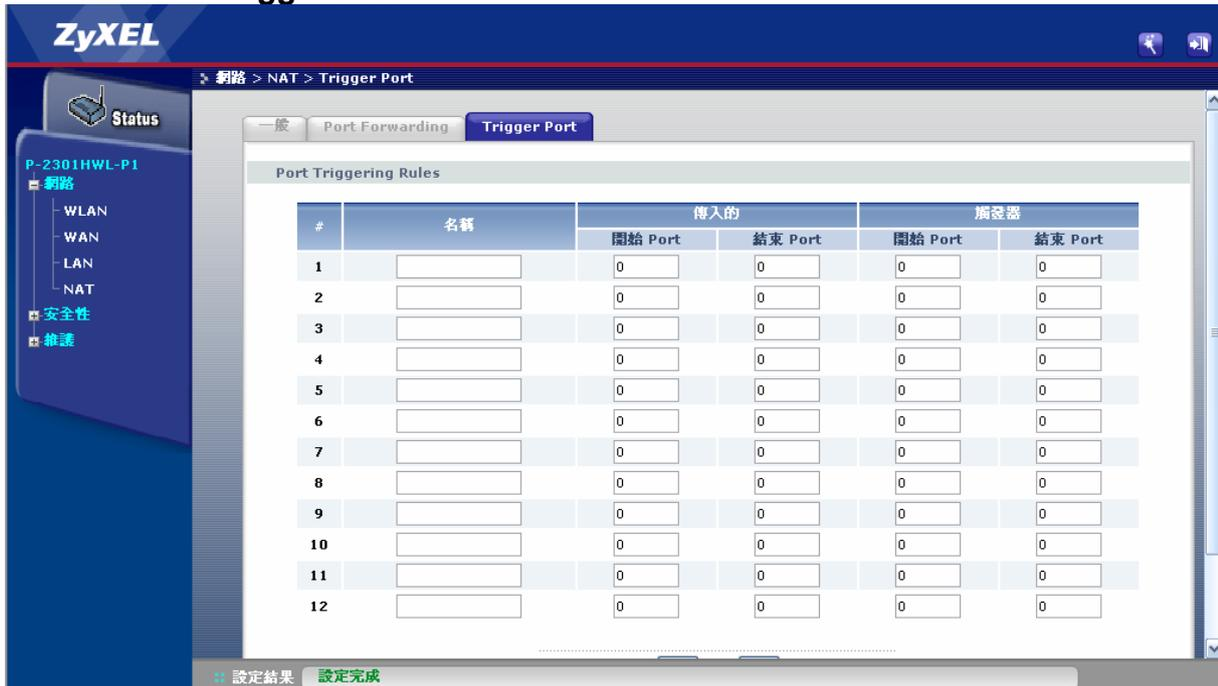 ZyXEL
網路 > NAT > Trigger Port
Status
P-2301HWL-P1
網路
WLAN
WAN
LAN
NAT
安全性
維護
一般 Port Forwarding Trigger Port
Port Triggering Rules
# 名稱 傳入的 觸發器
開始 Port 結束 Port 開始 Port 結束 Port
1 0 0 0 0
2 0 0 0 0
3 0 0 0 0
4 0 0 0 0
5 0 0 0 0
6 0 0 0 0
7 0 0 0 0
8 0 0 0 0
9 0 0 0 0
10 0 0 0 0
11 0 0 0 0
12 0 0 0 0
設定結果 設定完成